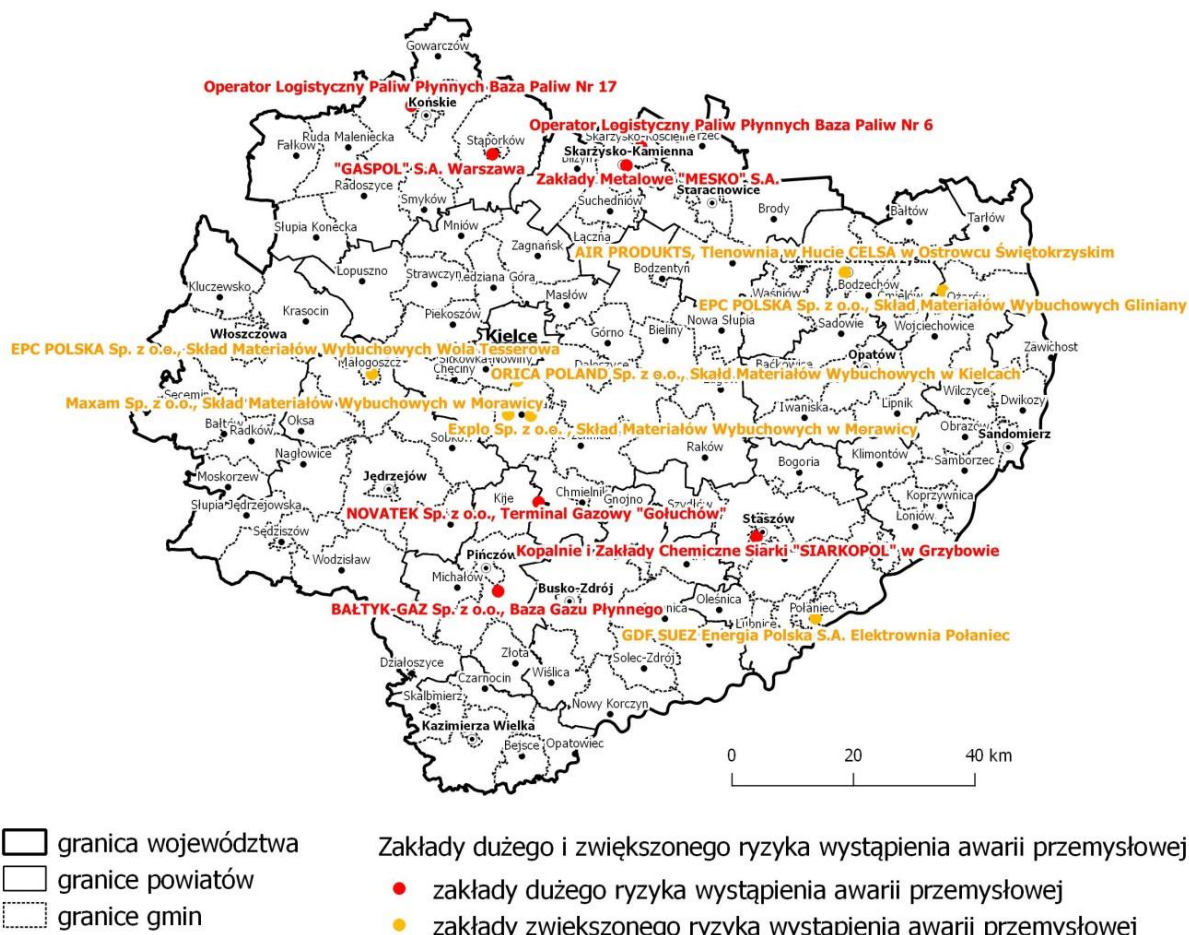 Gowarczów
Operator Logistyczny Paliw Płynnych Baza Paliw Nr 17
Końskie
Operator Logistyczny Paliw Płynnych Baza Paliw Nr 6
Ruda Maleniecka
Fałków
Stąporków
Skarżysko-Kamienna
"GASPOL" S.A. Warszawa
Zakłady Metalowe "MESKO" S.A.
Radoszyce
Starachowice
Smyków
Suchedniów
Brody
Bałtów
Tarłów
Słupia Konecka
Mniów
Łączna
Zagnańsk
AIR PRODUKTS, Tlenownia w Hucie CELSA w Ostrowcu Świętokrzyskim
Łopuszno
Strawczyn
Bodzentyn
Kluczewsko
Masłów
Waśniów
Bodzechów
EPC POLSKA Sp. z o.o., Skład Materiałów Wybuchowych Gliniany
Krasocin
Piekoszów
Górno
Bieliny
Nowa Słupia
Sadowie
Wojciechowice
Włoszczowa
Kielce
Zawichost
EPC POLSKA Sp. z o.o., Skład Materiałów Wybuchowych Wola Tesserowa
Opatów
Małogoszcz
Chęciny
Baćkowice
ORICA POLAND Sp. z o.o., Skałd Materiałów Wybuchowych w Kielcach
Wilczyce
Dwikozy
Maxam Sp. z o.o., Skład Materiałów Wybuchowych w Morawicy
Iwaniska
Lipnik
Bałtów
Radków
Oksa
Explo Sp. z o.o. , Skład Materiałów Wybuchowych w Morawicy
Obrazów
Sandomierz
Nagłowice
Raków
Klimontów
Moskorzew
Jędrzejów
Bogoria
Samborzec
Kije
Chmielnik
Gnojno
Szydłów
Koprzywnica
Słupia Jędrzejowska
NOVATEK Sp. z o.o., Terminal Gazowy "Gołuchów"
Staszów
Łoniów
Sędziszów
Kopalnie i Zakłady Chemiczne Siarki "SIARKOPOL" w Grzybowie
Wodzisław
Pińczów
Michałów
Busko-Zdrój
Oleśnica
Połaniec
BAŁTYK-GAZ Sp. z o.o., Baza Gazu Płynnego
Łubnice
GDF SUEZ Energia Polska S.A. Elektrownia Połaniec
Działoszyce
Złota
Wiślica
Solec-Zdrój
Czarnocin
Skalbmierz
Nowy Korczyn
Kazimierza Wielka
Bejsce
Opatowiec
0 20 40 km
granica województwa
granice powiatów
granice gmin
Zakłady dużego i zwiększonego ryzyka wystąpienia awarii przemysłowej
zakłady dużego ryzyka wystąpienia awarii przemysłowej
zakłady zwiększonego ryzyka wystąpienia awarii przemysłowej